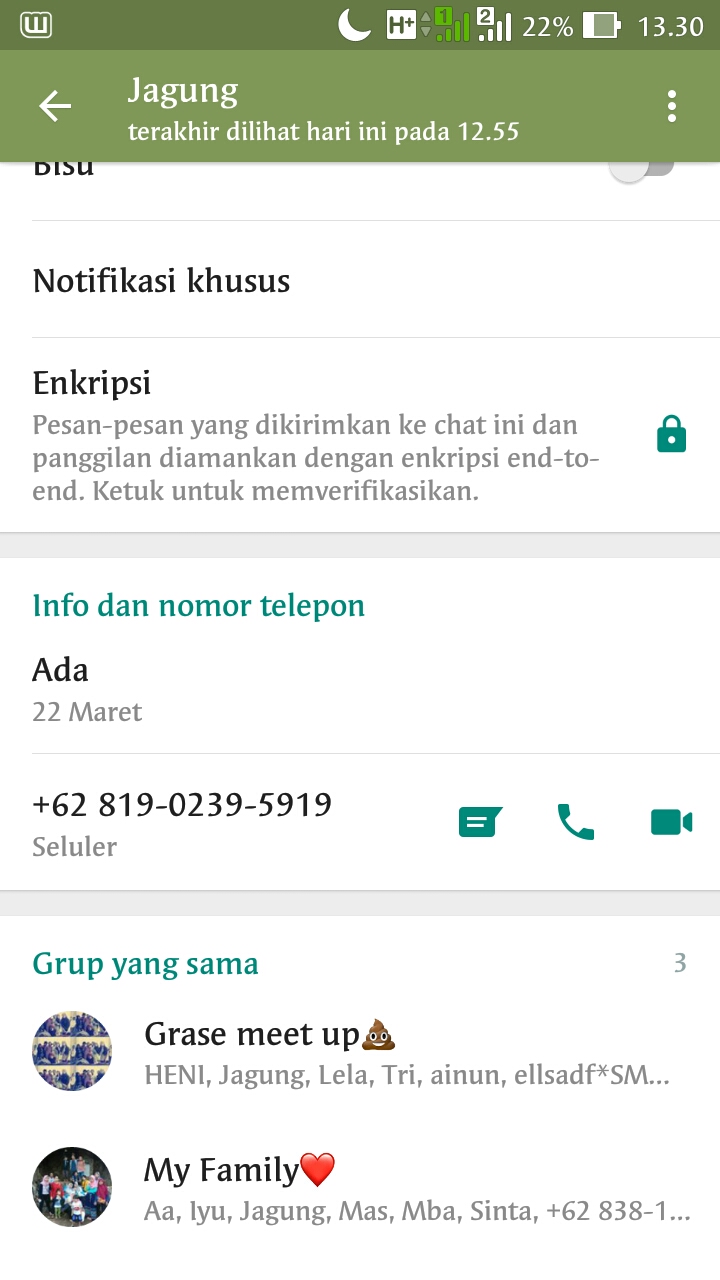 H+ 1 2 22% 13.30
Jagung
terakhir dilihat hari ini pada 12.55
Bisu
Notifikasi khusus
Enkripsi
Pesan-pesan yang dikirimkan ke chat ini dan
panggilan diamankan dengan enkripsi end-to-
end. Ketuk untuk memverifikasikan.
Info dan nomor telepon
Ada
22 Maret
+62 819-0239-5919
Seluler
Grup yang sama 3
Grase meet up💩
HENI, Jagung, Lela, Tri, ainun, ellsadf*SM...
My Family❤️
Aa, Iyu, Jagung, Mas, Mba, Sinta, +62 838-1...